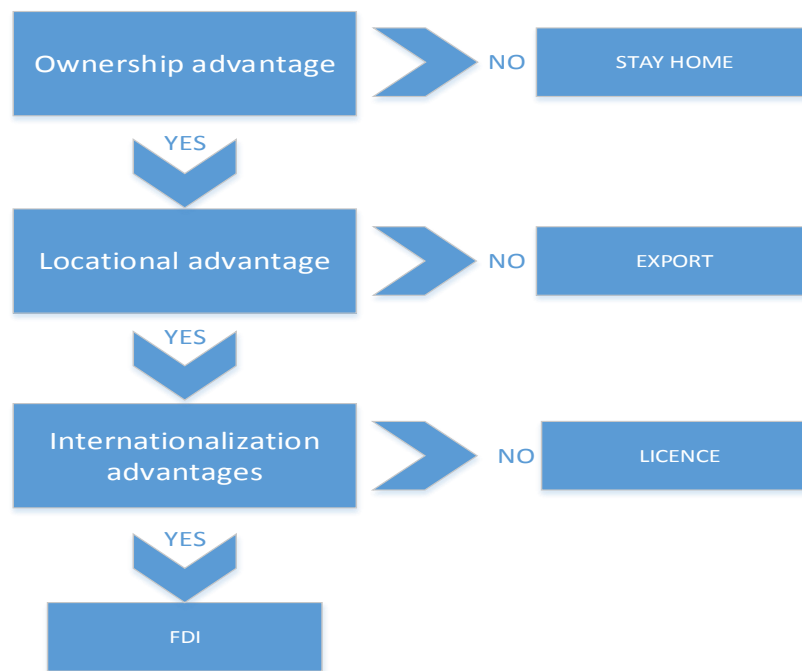 Ownership advantage
NO
STAY HOME
YES
Locational advantage
NO
EXPORT
YES
Internationalization
advantages
NO
LICENCE
YES
FDI